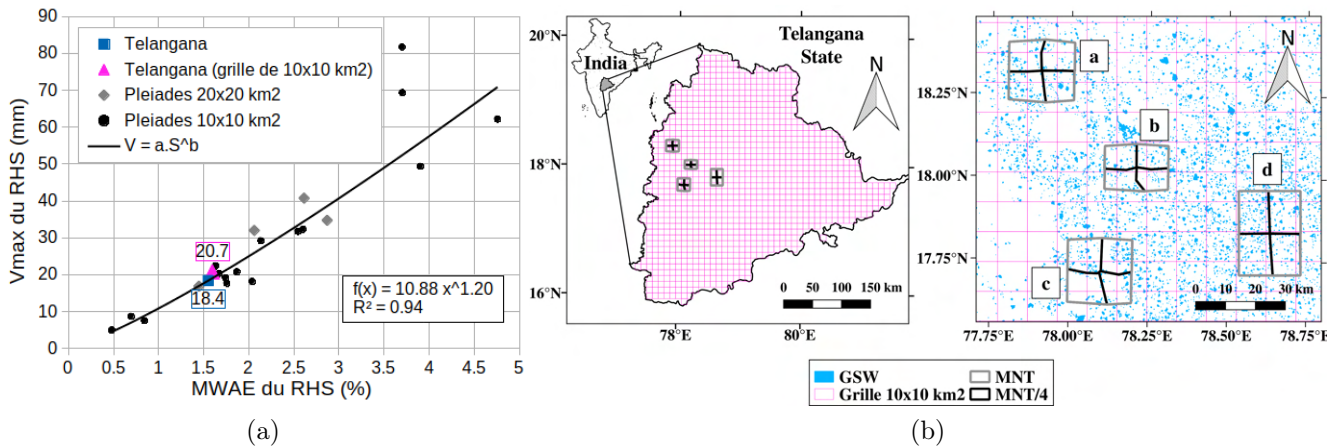 90
80
70
60
50
40
30
20
10
0
Vmax du RHS (mm)
Telangana
Telangana (grille de 10x10 km2)
Pleiades 20x20 km2
Pleiades 10x10 km2
V = a.S^b
20.7
18.4
f(x) = 10.88 x^1.20
R² = 0.94
0 0.5 1 1.5 2 2.5 3 3.5 4 4.5 5
MWAE du RHS (%)
(a)
20°N
18°N
16°N
India
Telangana
State
N
0 50 100 150 km
78°E 80°E
18.25°N
18.00°N
17.75°N
a
b
c
d
N
0 10 20 30 km
77.75°E 78.00°E 78.25°E 78.50°E 78.75°E
GSW MNT
Grille 10x10 km2 MNT/4
(b)